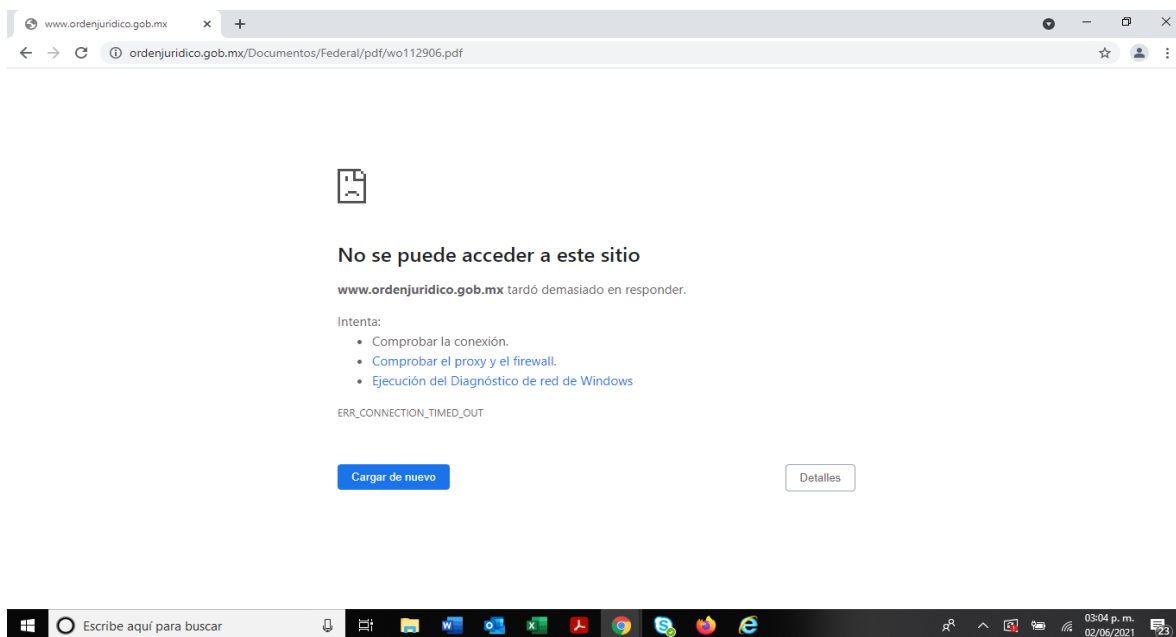 www.ordenjuridico.gob.mx
ordenjuridico.gob.mx/Documentos/Federal/pdf/wo112906.pdf
No se puede acceder a este sitio
www.ordenjuridico.gob.mx tardó demasiado en responder.
Intenta:
• Comprobar la conexión.
• Comprobar el proxy y el firewall.
• Ejecución del Diagnóstico de red de Windows
ERR_CONNECTION_TIMED_OUT
Cargar de nuevo
Detalles
Escribe aquí para buscar
03:04 p. m.
02/06/2021
23